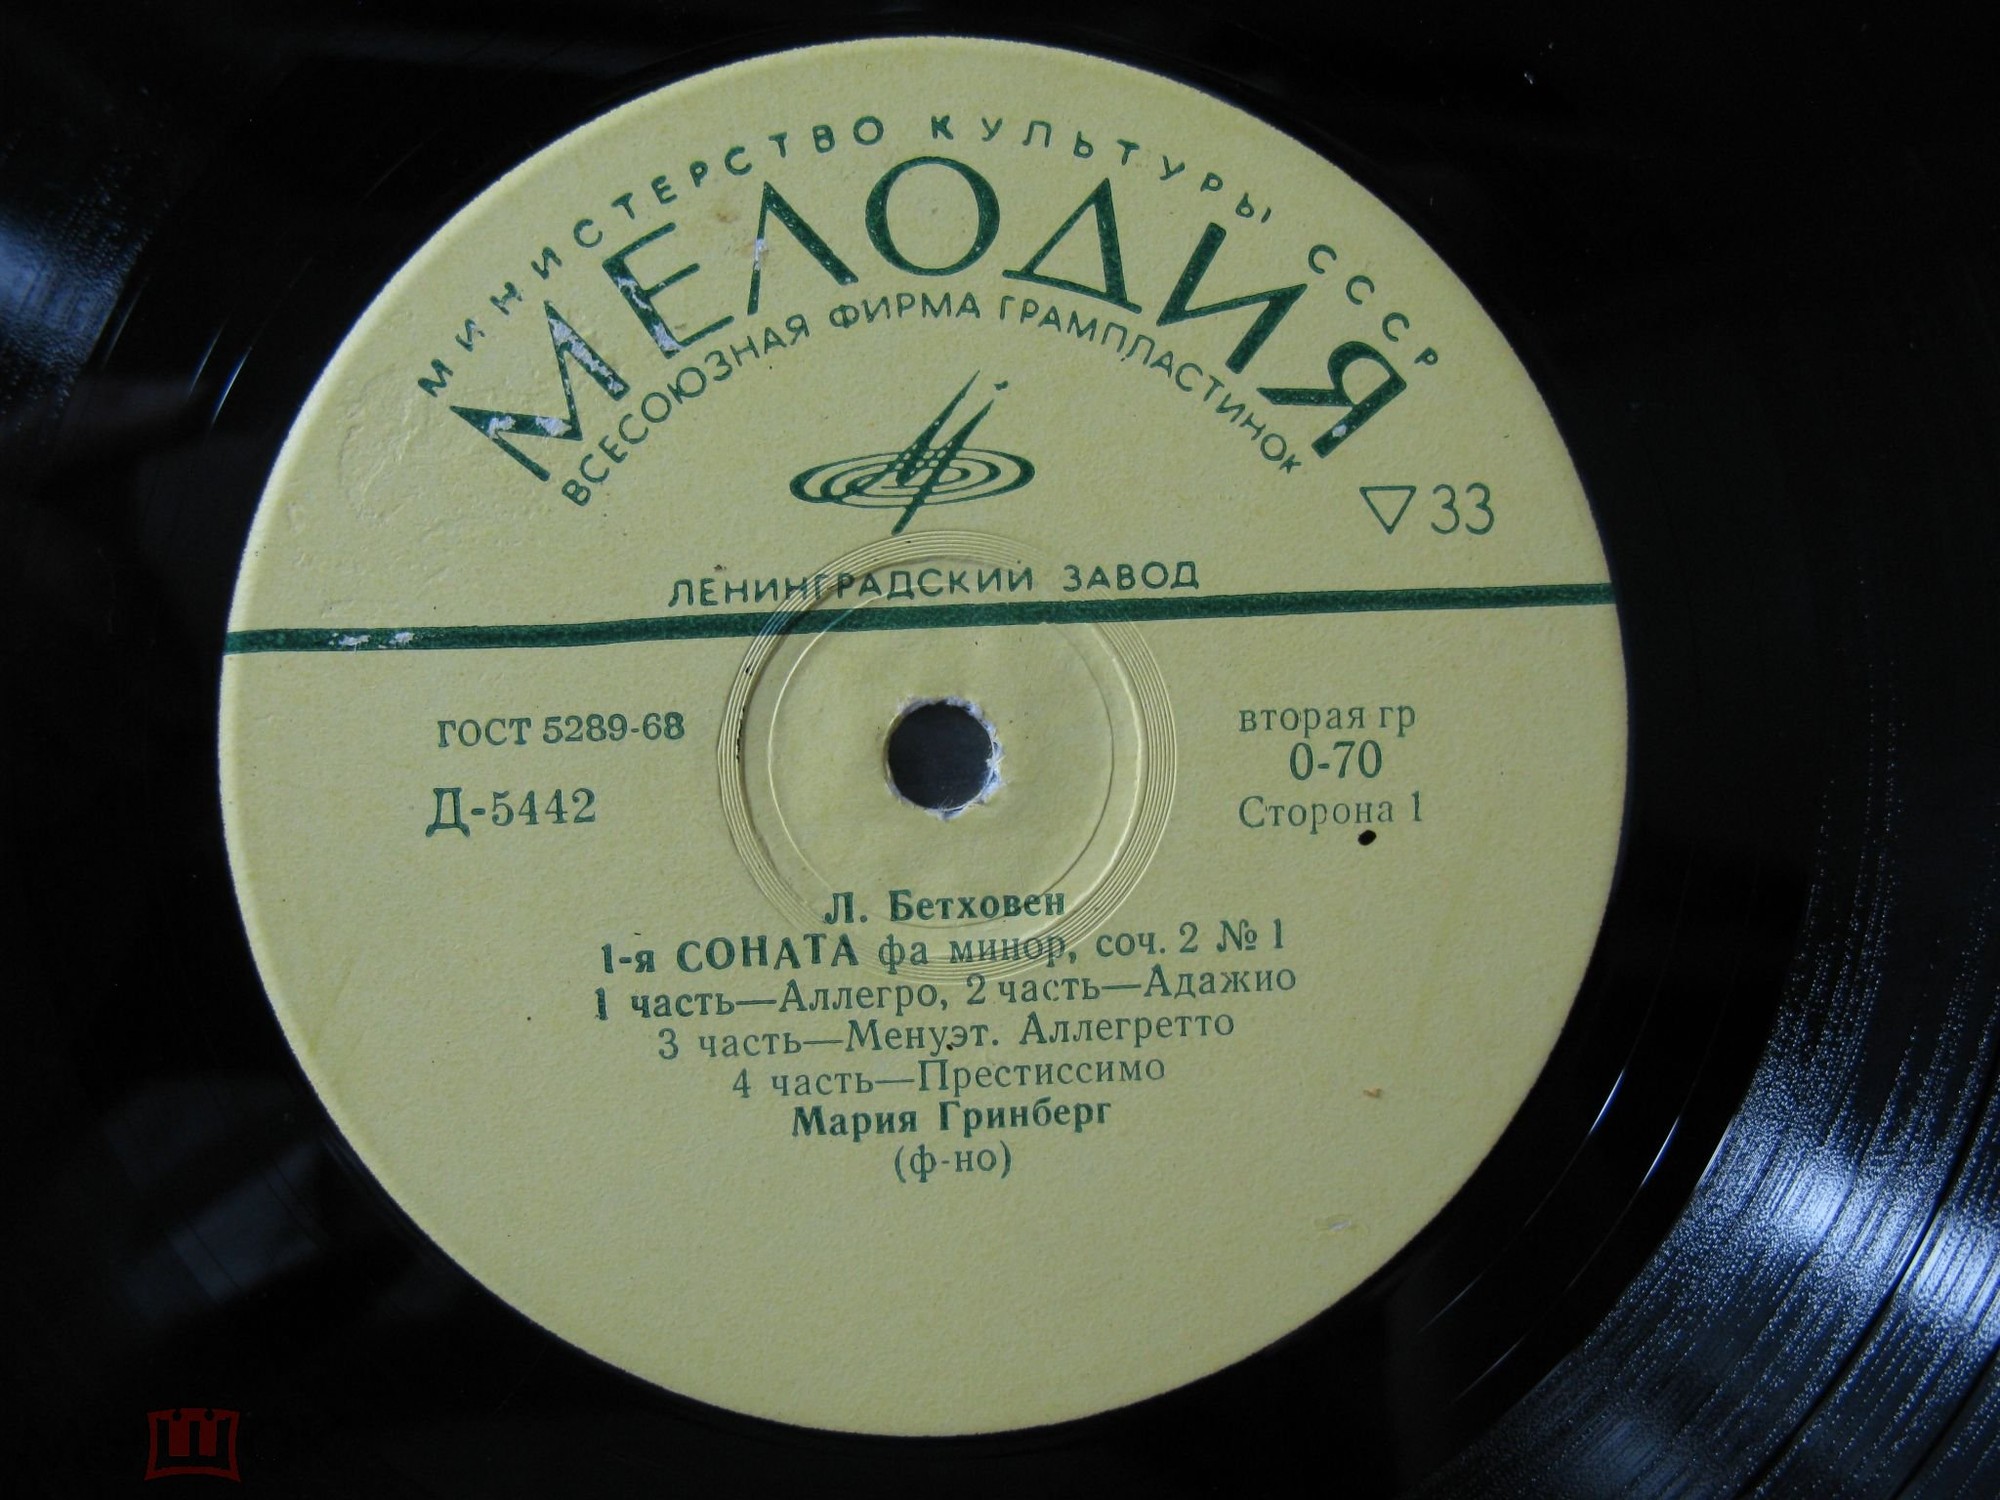 МИНИСТЕРСТВО КУЛЬТУРЫ СССР
МЕЛОДИЯ
ВСЕСОЮЗНАЯ ФИРМА ГРАМПЛАСТИНОК
▽33
ЛЕНИНГРАДСКИЙ ЗАВОД
ГОСТ 5289-68
Д-5442
вторая гр
0-70
Сторона 1
Л. Бетховен
1-я СОНАТА фа минор, соч. 2 № 1
1 часть—Аллегро, 2 часть—Адажио
3 часть—Менуэт. Аллегретто
4 часть—Престиссимо
Мария Гринберг
(ф-но)